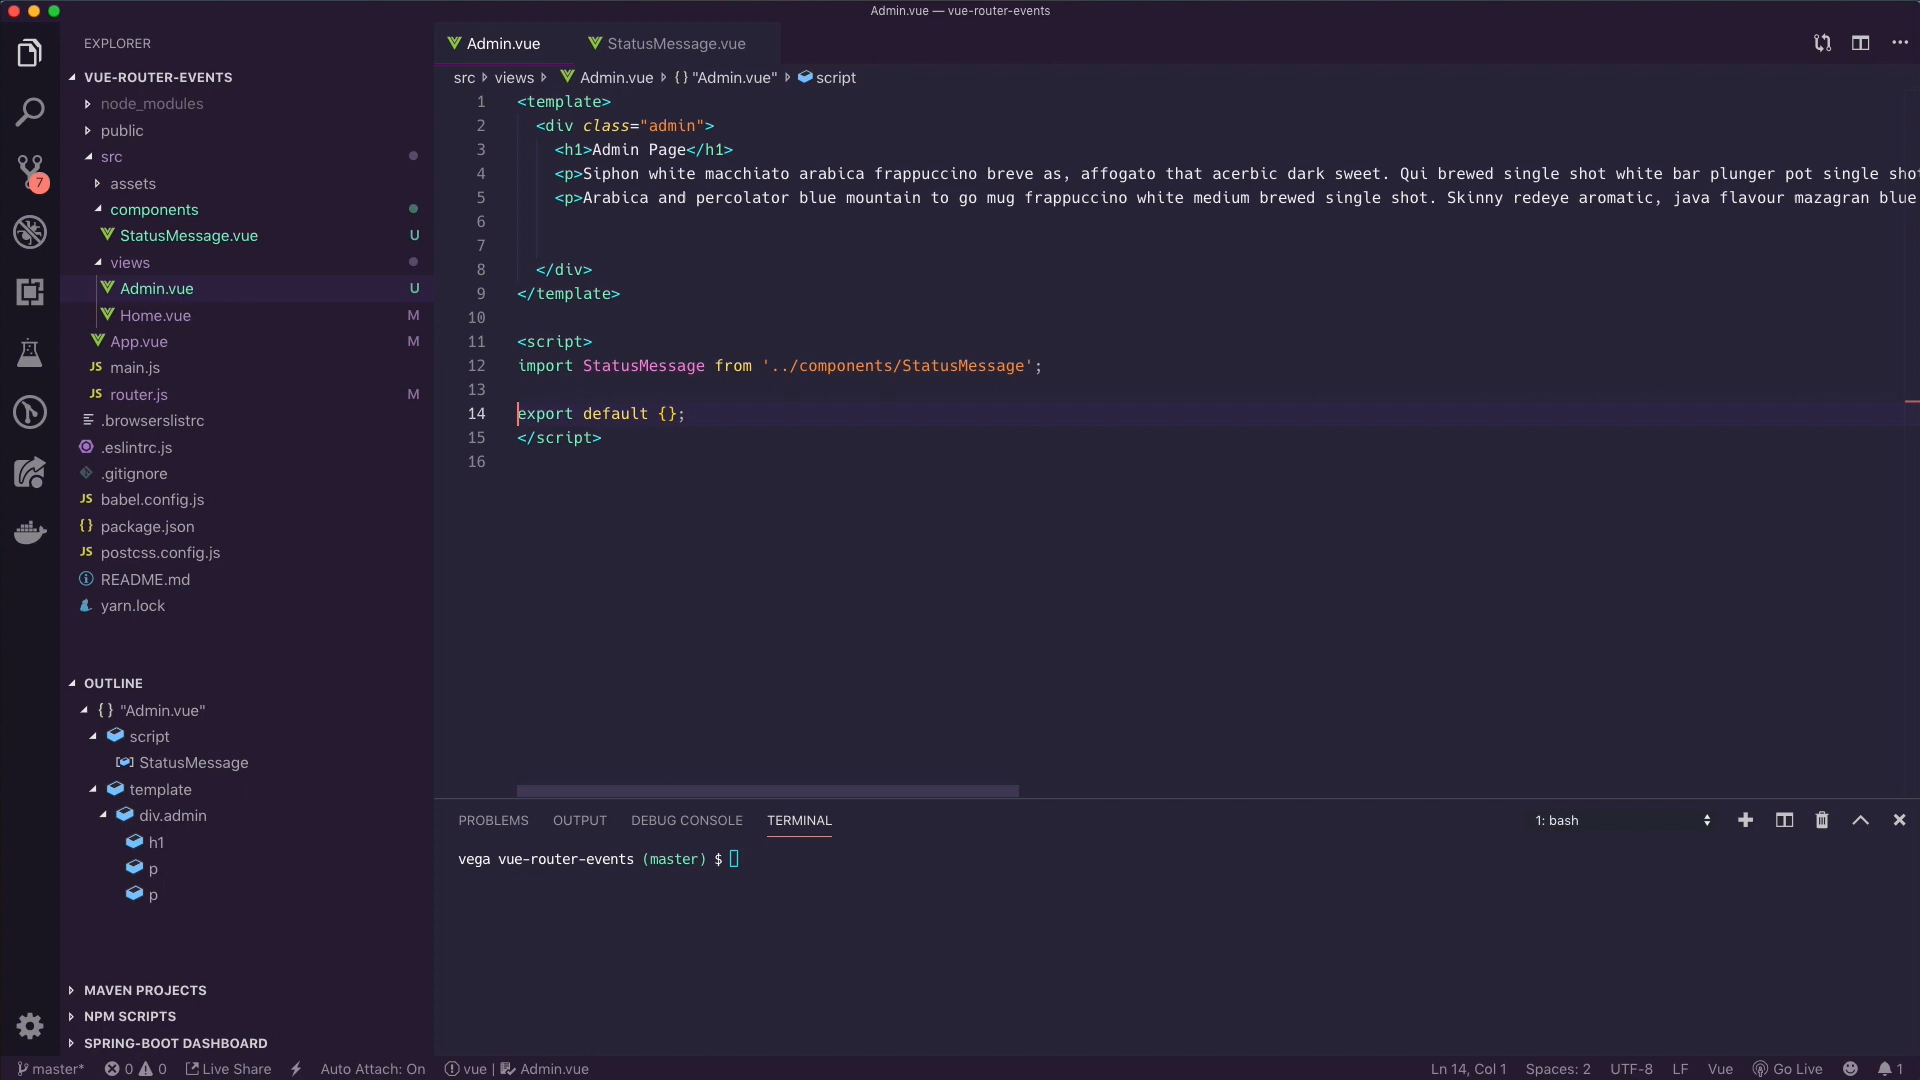 Admin.vue — vue-router-events
EXPLORER
VUE-ROUTER-EVENTS
node_modules
public
src
assets
components
StatusMessage.vue U
views
Admin.vue U
Home.vue M
App.vue M
JS main.js
JS router.js M
.browserslistrc
.eslintrc.js
.gitignore
JS babel.config.js
{} package.json
JS postcss.config.js
README.md
yarn.lock
7
OUTLINE
{} "Admin.vue"
script
StatusMessage
template
div.admin
h1
p
p
MAVEN PROJECTS
NPM SCRIPTS
SPRING-BOOT DASHBOARD
Admin.vue StatusMessage.vue
src views Admin.vue {} "Admin.vue" script
1 <template>
2 <div class="admin">
3 <h1>Admin Page</h1>
4 <p>Siphon white macchiato arabica frappuccino breve as, affogato that acerbic dark sweet. Qui brewed single shot white bar plunger pot single shot
5 <p>Arabica and percolator blue mountain to go mug frappuccino white medium brewed single shot. Skinny redeye aromatic, java flavour mazagran blue
6
7
8 </div>
9 </template>
10
11 <script>
12 import StatusMessage from '../components/StatusMessage';
13
14 export default {};
15 </script>
16
PROBLEMS OUTPUT DEBUG CONSOLE TERMINAL 1: bash
vega vue-router-events (master) $
master* 0 0 Live Share Auto Attach: On vue | Admin.vue Ln 14, Col 1 Spaces: 2 UTF-8 LF Vue Go Live 1